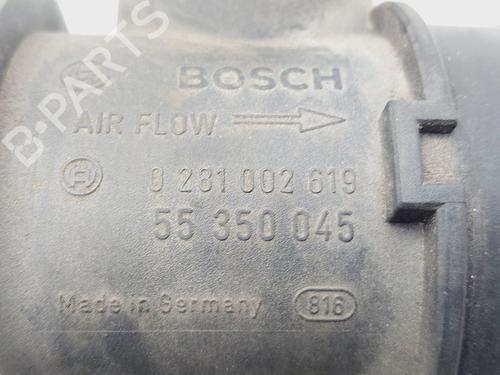 B-PARTS
BOSCH
AIR FLOW
0 281 002 619
55 350 045
Made in Germany 816